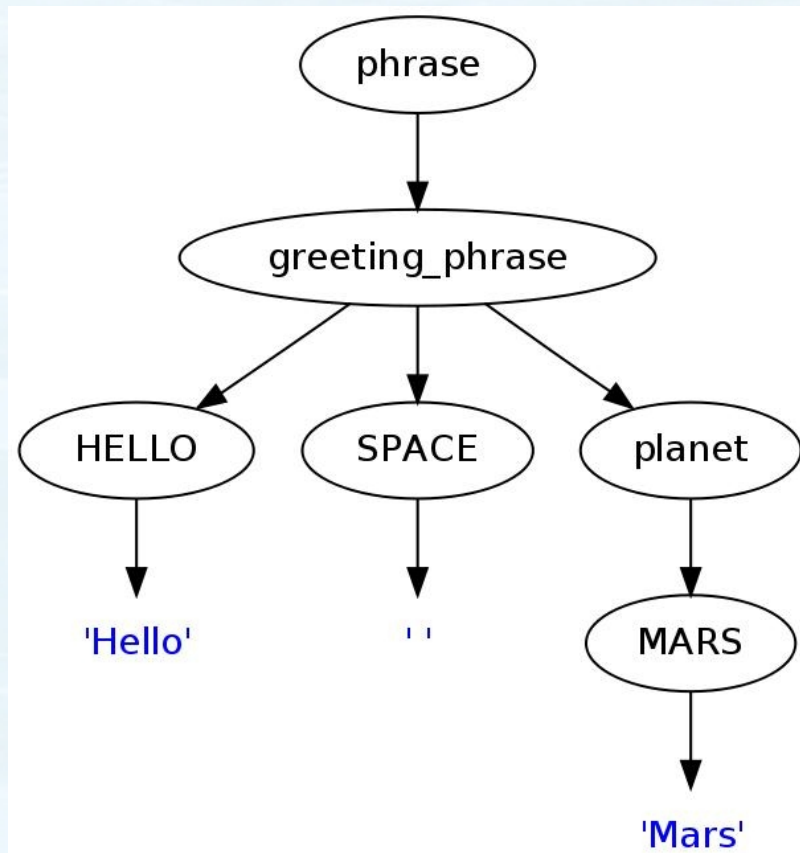 phrase
greeting_phrase
HELLO SPACE planet
'Hello' ' ' MARS
'Mars'